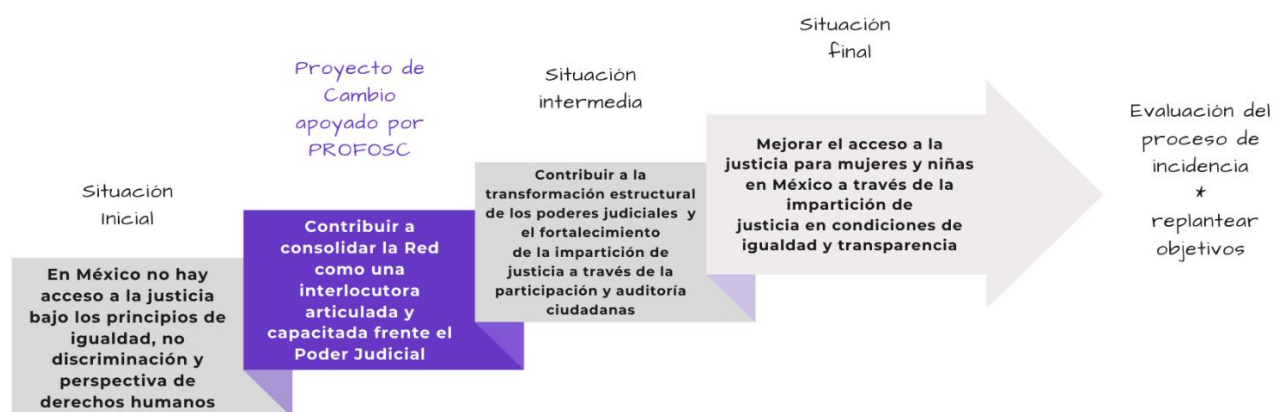 Situación
Inicial
En México no hay
acceso a la justicia
bajo los principios de
igualdad, no
discriminación y
perspectiva de
derechos humanos
Proyecto de
Cambio
apoyado por
PROFOSC
Contribuir a
consolidar la Red
como una
interlocutora
articulada y
capacitada frente el
Poder Judicial
Situación
intermedia
Contribuir a la
transformación estructural
de los poderes judiciales y
el fortalecimiento
de la impartición de
justicia a través de la
participación y auditoría
ciudadanas
Situación
final
Mejorar el acceso a la
justicia para mujeres y niñas
en México a través de la
impartición de
justicia en condiciones de
igualdad y transparencia
Evaluación del
proceso de
incidencia
*
replantear
objetivos